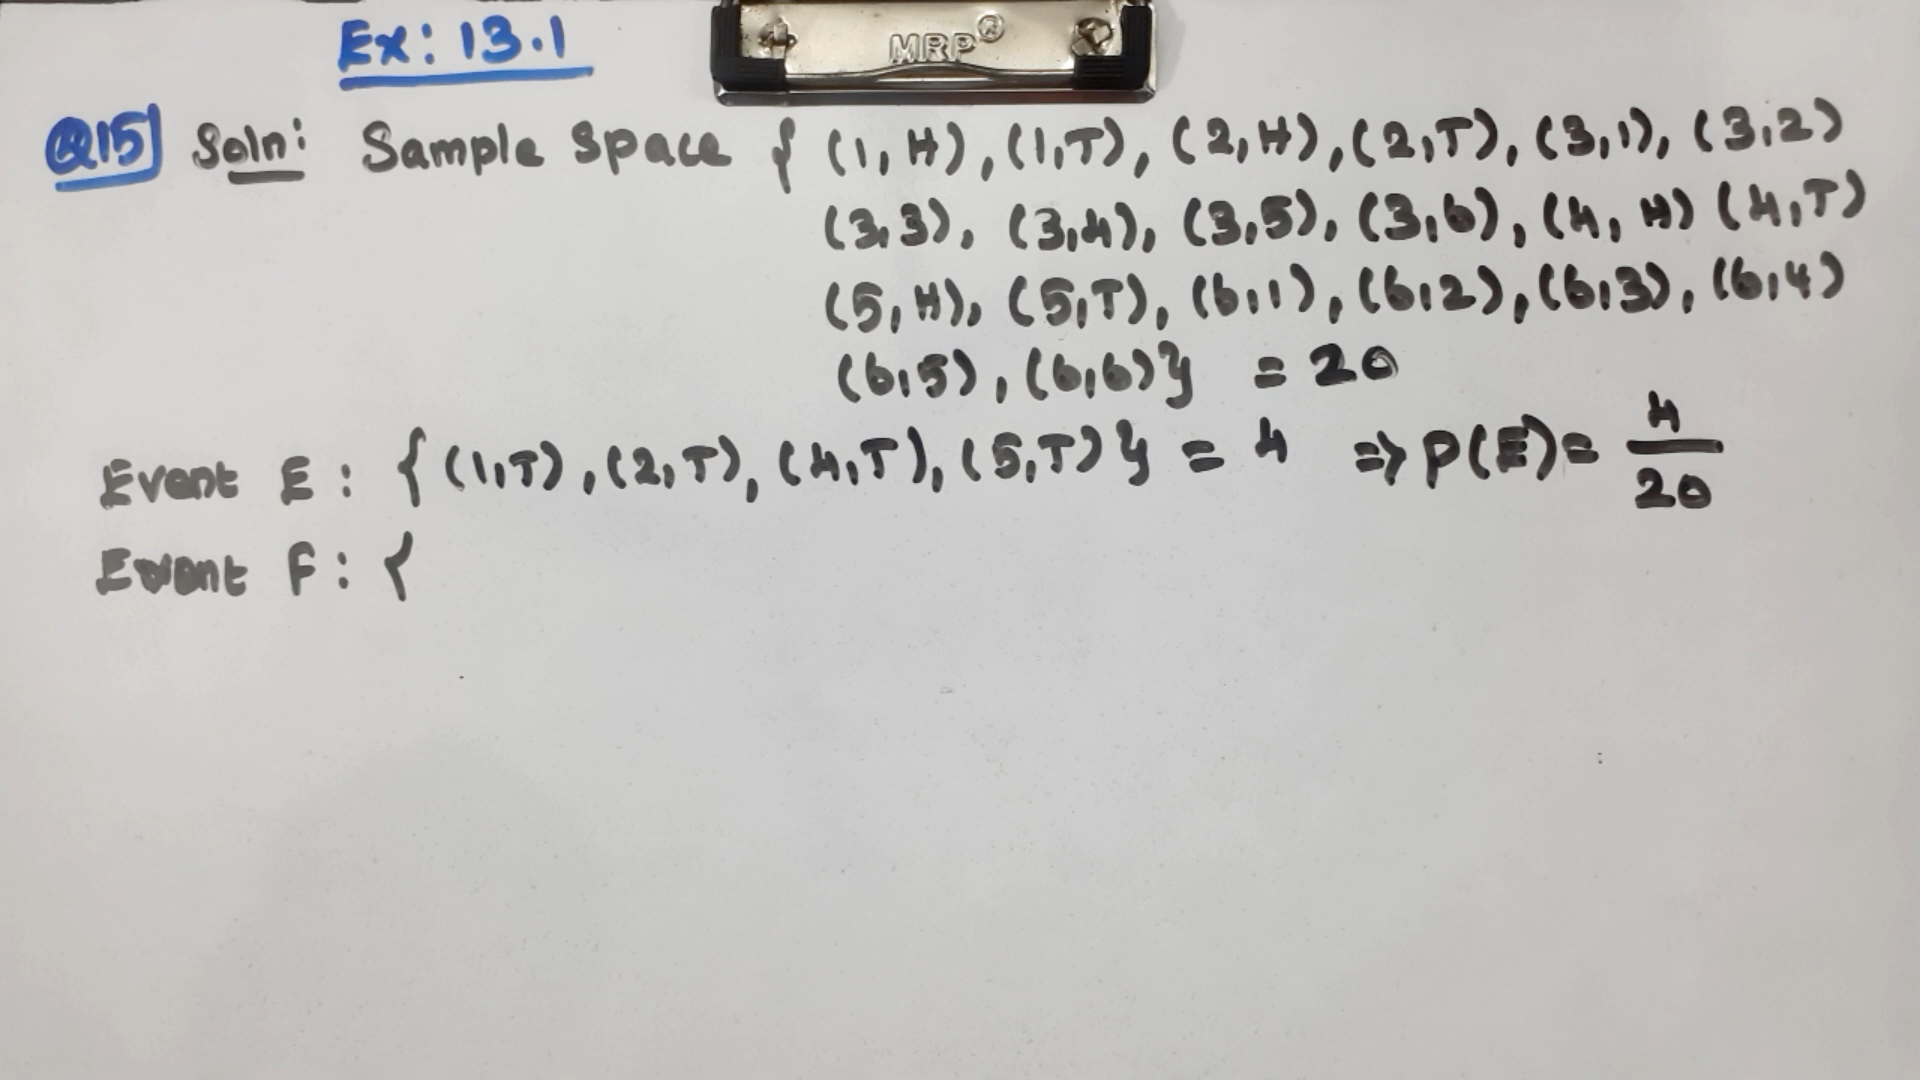 Ex: 13.1
MRP®
Q15] Soln: Sample space { (1,H), (1,T), (2,H), (2,T), (3,1), (3,2)
(3,3), (3,4), (3,5), (3,6), (4,H) (4,T)
(5,H), (5,T), (6,1), (6,2), (6,3), (6,4)
(6,5), (6,6)} = 20
Event E: {(1,T), (2,T), (4,T), (5,T)} = 4 ⇒ P(E) = 4/20
Event F: {